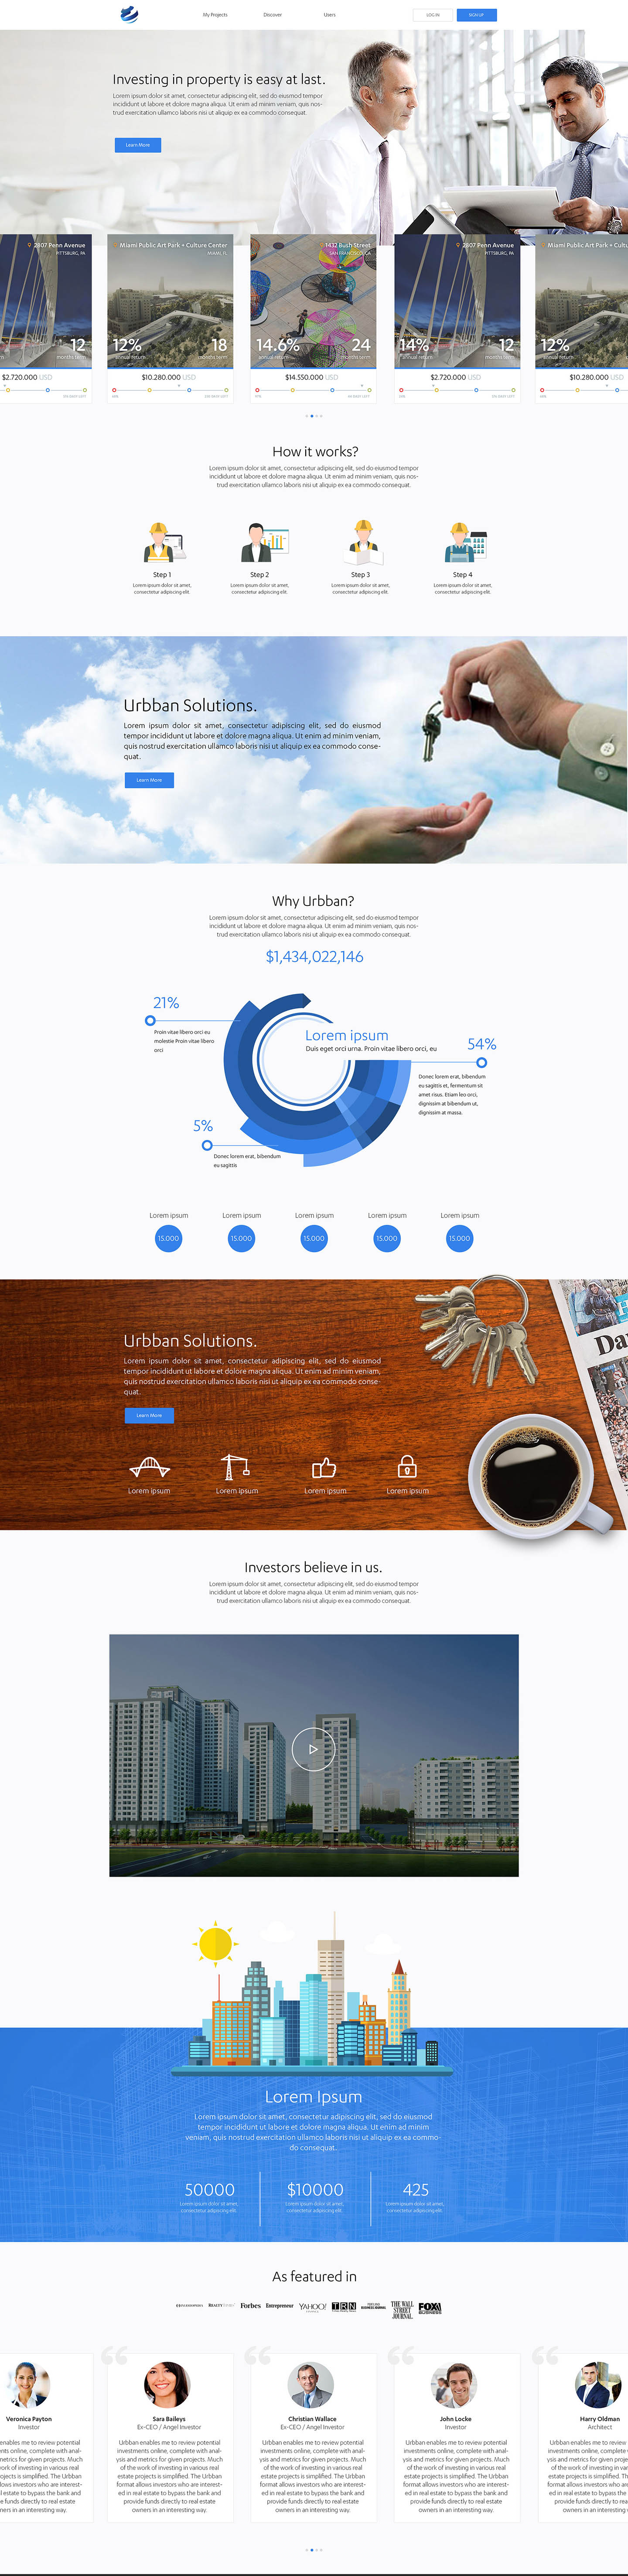 My Projects
Discover
Users
LOG IN
SIGN UP
Investing in property is easy at last.
Lorem ipsum dolor sit amet, consectetur adipiscing elit, sed do eiusmod tempor
incididunt ut labore et dolore magna aliqua. Ut enim ad minim veniam, quis nos-
trud exercitation ullamco laboris nisi ut aliquip ex ea commodo consequat.
Learn More
2807 Penn Avenue
PITTSBURG, PA
12
months term
$2.720.000 USD
Miami Public Art Park + Culture Center
MIAMI, FL
12%
18
annual return
months term
$10.280.000 USD
1432 Bush Street
SAN FRANCISCO, CA
14.6%
24
annual return
months term
$14.550.000 USD
2807 Penn Avenue
PITTSBURG, PA
14%
12
annual return
months term
$2.720.000 USD
Miami Public Art Park + Cultu
12%
annual return
$10.280.000 USD
How it works?
Lorem ipsum dolor sit amet, consectetur adipiscing elit, sed do eiusmod tempor
incididunt ut labore et dolore magna aliqua. Ut enim ad minim veniam, quis nos-
trud exercitation ullamco laboris nisi ut aliquip ex ea commodo consequat.
Step 1
Lorem ipsum dolor sit amet,
consectetur adipiscing elit.
Step 2
Lorem ipsum dolor sit amet,
consectetur adipiscing elit.
Step 3
Lorem ipsum dolor sit amet,
consectetur adipiscing elit.
Step 4
Lorem ipsum dolor sit amet,
consectetur adipiscing elit.
Urbban Solutions.
Lorem ipsum dolor sit amet, consectetur adipiscing elit, sed do eiusmod
tempor incididunt ut labore et dolore magna aliqua. Ut enim ad minim veniam,
quis nostrud exercitation ullamco laboris nisi ut aliquip ex ea commodo conse-
quat.
Learn More
Why Urbban?
Lorem ipsum dolor sit amet, consectetur adipiscing elit, sed do eiusmod tempor
incididunt ut labore et dolore magna aliqua. Ut enim ad minim veniam, quis nos-
trud exercitation ullamco laboris nisi ut aliquip ex ea commodo consequat.
$1,434,022,146
21%
Proin vitae libero orci eu
molestie Proin vitae libero
orci
Lorem ipsum
Duis eget orci urna. Proin vitae libero orci, eu
54%
Donec lorem erat, bibendum
eu sagittis et, fermentum sit
amet risus. Etiam leo orci,
dignissim at bibendum ut,
dignissim at massa.
5%
Donec lorem erat, bibendum
eu sagittis
Lorem ipsum
Lorem ipsum
Lorem ipsum
Lorem ipsum
Lorem ipsum
15.000
15.000
15.000
15.000
15.000
Urbban Solutions.
Lorem ipsum dolor sit amet, consectetur adipiscing elit, sed do eiusmod
tempor incididunt ut labore et dolore magna aliqua. Ut enim ad minim veniam,
quis nostrud exercitation ullamco laboris nisi ut aliquip ex ea commodo conse-
quat.
Learn More
Lorem ipsum
Lorem ipsum
Lorem ipsum
Lorem ipsum
Da
Investors believe in us.
Lorem ipsum dolor sit amet, consectetur adipiscing elit, sed do eiusmod tempor
incididunt ut labore et dolore magna aliqua. Ut enim ad minim veniam, quis nos-
trud exercitation ullamco laboris nisi ut aliquip ex ea commodo consequat.
Lorem Ipsum
Lorem ipsum dolor sit amet, consectetur adipiscing elit, sed do eiusmod
tempor incididunt ut labore et dolore magna aliqua. Ut enim ad minim
veniam, quis nostrud exercitation ullamco laboris nisi ut aliquip ex ea commo-
do consequat.
50000
Lorem ipsum dolor sit amet,
consectetur adipiscing elit.
$10000
Lorem ipsum dolor sit amet,
consectetur adipiscing elit.
425
Lorem ipsum dolor sit amet,
consectetur adipiscing elit.
As featured in
Forbes
Entrepreneur
YAHOO!
TRN
THE WALL
STREET
JOURNAL
FOX
BUSINESS
Veronica Payton
Investor
enables me to review potential
nts online, complete with anal-
metrics for given projects. Much
ork of investing in various real
rojects is simplified. The Urbban
lows investors who are interest-
l estate to bypass the bank and
e funds directly to real estate
ners in an interesting way.
Sara Baileys
Ex-CEO / Angel Investor
Urbban enables me to review potential
investments online, complete with anal-
ysis and metrics for given projects. Much
of the work of investing in various real
estate projects is simplified. The Urbban
format allows investors who are interest-
ed in real estate to bypass the bank and
provide funds directly to real estate
owners in an interesting way.
Christian Wallace
Ex-CEO / Angel Investor
Urbban enables me to review potential
investments online, complete with anal-
ysis and metrics for given projects. Much
of the work of investing in various real
estate projects is simplified. The Urbban
format allows investors who are interest-
ed in real estate to bypass the bank and
provide funds directly to real estate
owners in an interesting way.
John Locke
Investor
Urbban enables me to review potential
investments online, complete with anal-
ysis and metrics for given projects. Much
of the work of investing in various real
estate projects is simplified. The Urbban
format allows investors who are interest-
ed in real estate to bypass the bank and
provide funds directly to real estate
owners in an interesting way.
Harry Oldman
Architect
Urbban enables me to review
investments online, complete
ysis and metrics for given proje
of the work of investing in var
estate projects is simplified. The
format allows investors who are
ed in real estate to bypass the
provide funds directly to real
owners in an interesting